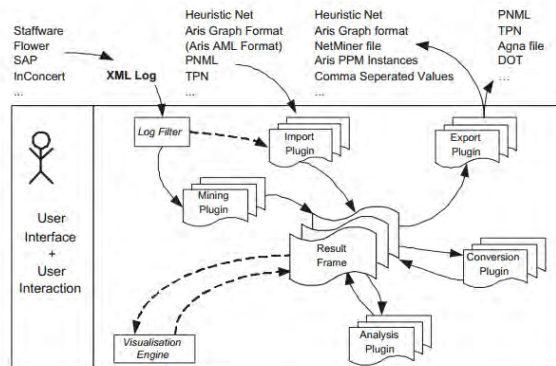 Staffware
Flower
SAP
InConcert
...
XML Log
Heuristic Net
Aris Graph Format
(Aris AML Format)
PNML
TPN
...
Heuristic Net
Aris Graph format
NetMiner file
Aris PPM Instances
Comma Seperated Values
...
PNML
TPN
Agna file
DOT
...
Log Filter
Import
Plugin
Export
Plugin
Mining
Plugin
User
Interface
+
User
Interaction
Result
Frame
Conversion
Plugin
Visualisation
Engine
Analysis
Plugin